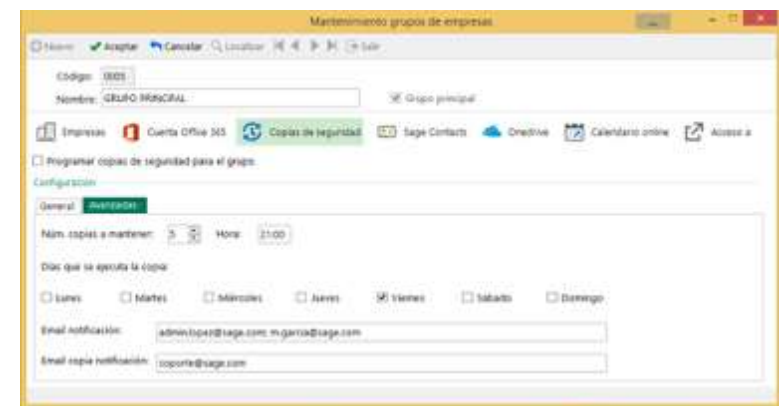 Mantenimiento grupos de empresas
Nuevo Aceptar Cancelar Localizar Salir
Código: 0005
Nombre: GRUPO PRINCIPAL Grupo principal
Empresas Cuenta Office 365 Copias de seguridad Sage Contacts Onedrive Calendario online Acceso a
Programar copias de seguridad para el grupo
Configuración
General Avanzadas
Núm. copias a mantener: 5 Hora: 21:00
Días que se ejecuta la copia:
Lunes Martes Miércoles Jueves Viernes Sábado Domingo
Email notificación: admin.lopez@sage.com; m.garcia@sage.com
Email copia notificación: soporte@sage.com